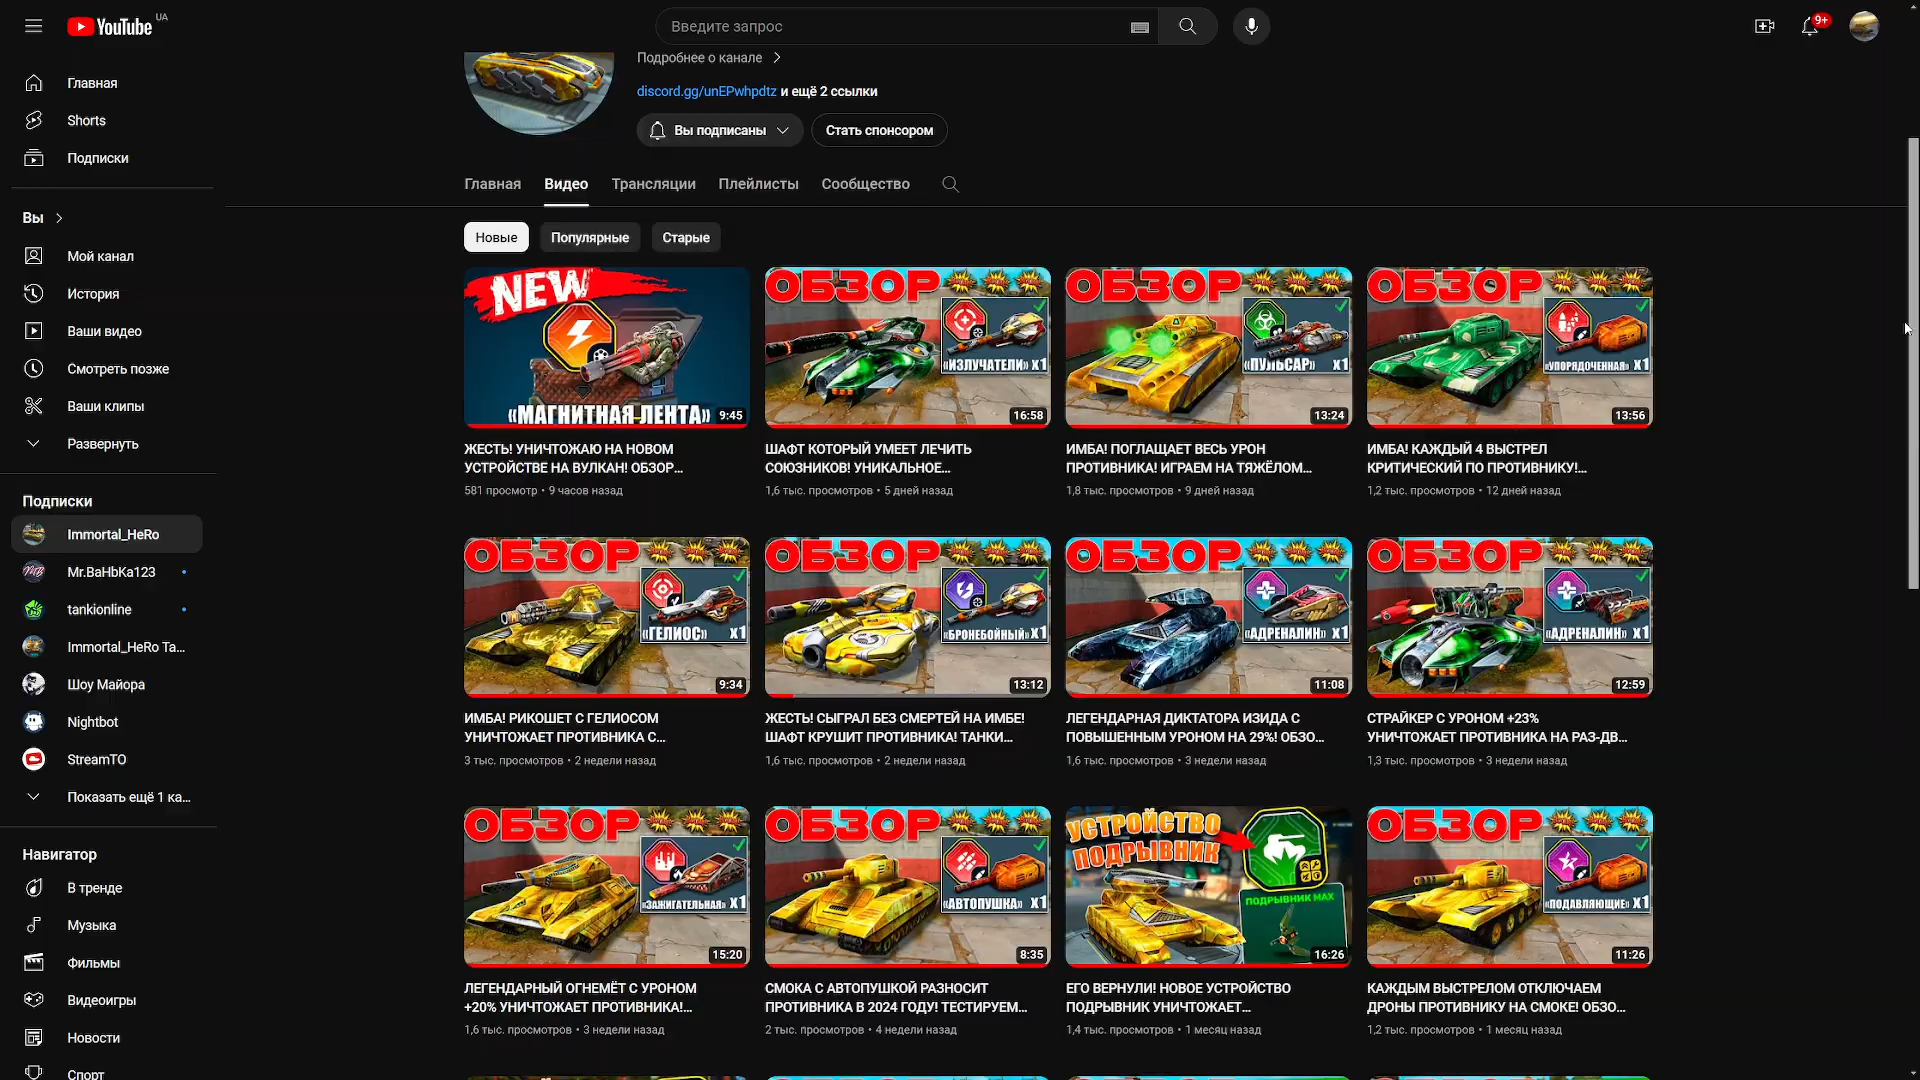 YouTube UA
Введите запрос
9+
Главная
Shorts
Подписки
Вы
Мой канал
История
Ваши видео
Смотреть позже
Ваши клипы
Развернуть
Подписки
Immortal_HeRo
Mr.BaHbKa123
tankionline
Immortal_HeRo Ta...
Шоу Майора
Nightbot
StreamTO
Показать ещё 1 ка...
Навигатор
В тренде
Музыка
Фильмы
Видеоигры
Новости
Спорт
Подробнее о канале
discord.gg/unEPwhpdtz и ещё 2 ссылки
Вы подписаны
Стать спонсором
Главная
Видео
Трансляции
Плейлисты
Сообщество
Новые
Популярные
Старые
NEW
«МАГНИТНАЯ ЛЕНТА»
9:45
ЖЕСТЬ! УНИЧТОЖАЮ НА НОВОМ
УСТРОЙСТВЕ НА ВУЛКАН! ОБЗОР...
581 просмотр • 9 часов назад
ОБЗОР
«ИЗЛУЧАТЕЛИ» X1
16:58
ШАФТ КОТОРЫЙ УМЕЕТ ЛЕЧИТЬ
СОЮЗНИКОВ! УНИКАЛЬНОЕ...
1,6 тыс. просмотров • 5 дней назад
ОБЗОР
«ПУЛЬСАР» X1
13:24
ИМБА! ПОГЛАЩАЕТ ВЕСЬ УРОН
ПРОТИВНИКА! ИГРАЕМ НА ТЯЖЁЛОМ...
1,8 тыс. просмотров • 9 дней назад
ОБЗОР
«УПОРЯДОЧЕННАЯ» X1
13:56
ИМБА! КАЖДЫЙ 4 ВЫСТРЕЛ
КРИТИЧЕСКИЙ ПО ПРОТИВНИКУ!...
1,2 тыс. просмотров • 12 дней назад
ОБЗОР
«ГЕЛИОС» X1
9:34
ИМБА! РИКОШЕТ С ГЕЛИОСОМ
УНИЧТОЖАЕТ ПРОТИВНИКА С...
3 тыс. просмотров • 2 недели назад
ОБЗОР
«БРОНЕБОЙНЫЙ» X1
13:12
ЖЕСТЬ! СЫГРАЛ БЕЗ СМЕРТЕЙ НА ИМБЕ!
ШАФТ КРУШИТ ПРОТИВНИКА! ТАНКИ...
1,6 тыс. просмотров • 2 недели назад
ОБЗОР
«АДРЕНАЛИН» X1
11:08
ЛЕГЕНДАРНАЯ ДИКТАТОРА ИЗИДА С
ПОВЫШЕННЫМ УРОНОМ НА 29%! ОБЗО...
1,6 тыс. просмотров • 3 недели назад
ОБЗОР
«АДРЕНАЛИН» X1
12:59
СТРАЙКЕР С УРОНОМ +23%
УНИЧТОЖАЕТ ПРОТИВНИКА НА РАЗ-ДВ...
1,3 тыс. просмотров • 3 недели назад
ОБЗОР
«ЗАЖИГАТЕЛЬНАЯ» X1
15:20
ЛЕГЕНДАРНЫЙ ОГНЕМЁТ С УРОНОМ
+20% УНИЧТОЖАЕТ ПРОТИВНИКА!...
1,6 тыс. просмотров • 3 недели назад
ОБЗОР
«АВТОПУШКА» X1
8:35
СМОКА С АВТОПУШКОЙ РАЗНОСИТ
ПРОТИВНИКА В 2024 ГОДУ! ТЕСТИРУЕМ...
2 тыс. просмотров • 4 недели назад
УСТРОЙСТВО
ПОДРЫВНИК
ПОДРЫВНИК MAX
16:26
ЕГО ВЕРНУЛИ! НОВОЕ УСТРОЙСТВО
ПОДРЫВНИК УНИЧТОЖАЕТ...
1,4 тыс. просмотров • 1 месяц назад
ОБЗОР
«ПОДАВЛЯЮЩИЕ» X1
11:26
КАЖДЫМ ВЫСТРЕЛОМ ОТКЛЮЧАЕМ
ДРОНЫ ПРОТИВНИКУ НА СМОКЕ! ОБЗО...
1,2 тыс. просмотров • 1 месяц назад